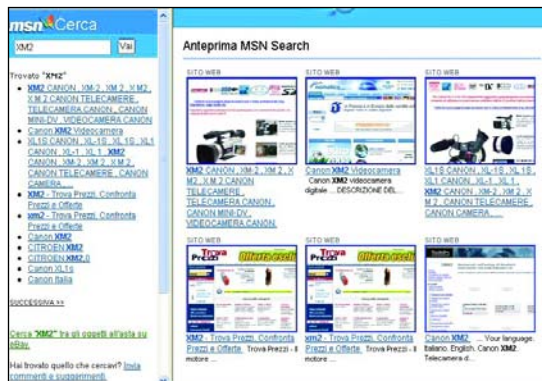 msn Cerca
XM2 Vai
Trovato "XM2"
XM2 CANON , XM-2 , XM 2 , X M2 ,
X M 2 CANON TELECAMERE ,
TELECAMERA CANON , CANON
MINI-DV , VIDEOCAMERA CANON
Canon XM2 Videocamera
XL1S CANON , XL-1S , XL 1S , XL1
CANON , XL-1 , XL 1 , XM2
CANON , XM-2 , XM 2 , X M 2 ,
TELECAMERE , CENTER CANON
CAMERA.....
XM2 - Trova Prezzi, Confronta
Prezzi e Offerte
xm2 - Trova Prezzi, Confronta
Prezzi e Offerte
Canon XM2
CITROEN XM2
CITROEN XM2.0
Canon XL1s
Canon Italia
SUCCESSIVA >>
Cerca "XM2" tra gli oggetti all'asta su
eBay.
Hai trovato quello che cercavi? Invia
commenti e suggerimenti.
Anteprima MSN Search
SITO WEB
XM2 CANON , XM-2 , XM 2 , X
M2 , X M 2 CANON
TELECAMERE ,
TELECAMERA CANON ,
CANON MINI-DV ,
VIDEOCAMERA CANON
SITO WEB
Canon XM2 Videocamera
Canon XM2 videocamera
digitale ... DESCRIZIONE DEL...
SITO WEB
XL1S CANON , XL-1S , XL 1S ,
XL1 CANON , XL-1 , XL 1 ,
XM2 CANON , XM-2 , XM 2 , X
M 2 , TELECAMERE , CENTER
CANON CAMERA.....
SITO WEB
Trova Prezzi Offerta
XM2 - Trova Prezzi, Confronta
Prezzi e Offerte Trova Prezzi - Il
motore ...
SITO WEB
Trova Prezzi Offerta
xm2 - Trova Prezzi, Confronta
Prezzi e Offerte Trova Prezzi - Il
motore ...
SITO WEB
Canon XM2 ... Your language.
Italiano. English. Canon XM2.
Telecamera d...